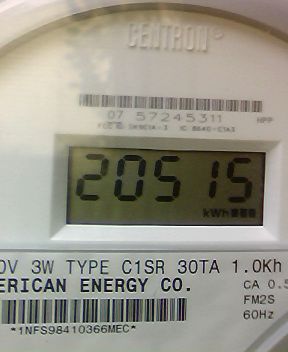 CENTRON®
07 57245311 HPP
20515
kWh
0V 3W TYPE C1SR 30TA 1.0Kh
ERICAN ENERGY CO. CA 0.5
FM2S
*1NFS98410366MEC* 60Hz